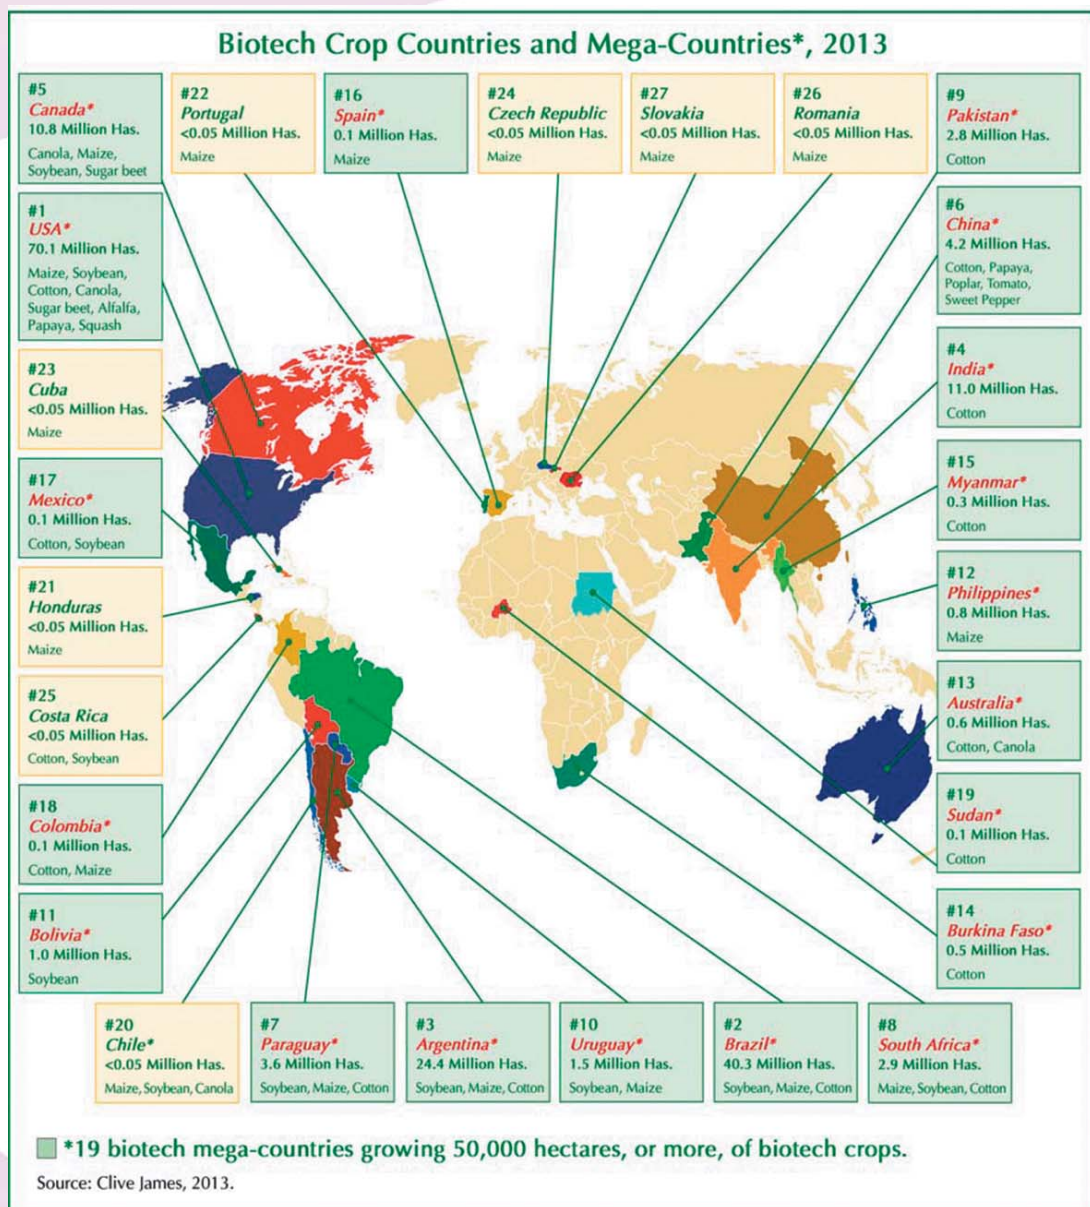 Biotech Crop Countries and Mega-Countries*, 2013
#5
Canada*
10.8 Million Has.
Canola, Maize,
Soybean, Sugar beet
#22
Portugal
<0.05 Million Has.
Maize
#16
Spain*
0.1 Million Has.
Maize
#24
Czech Republic
<0.05 Million Has.
Maize
#27
Slovakia
<0.05 Million Has.
Maize
#26
Romania
<0.05 Million Has.
Maize
#9
Pakistan*
2.8 Million Has.
Cotton
#1
USA*
70.1 Million Has.
Maize, Soybean,
Cotton, Canola,
Sugar beet, Alfalfa,
Papaya, Squash
#6
China*
4.2 Million Has.
Cotton, Papaya,
Poplar, Tomato,
Sweet Pepper
#23
Cuba
<0.05 Million Has.
Maize
#4
India*
11.0 Million Has.
Cotton
#17
Mexico*
0.1 Million Has.
Cotton, Soybean
#15
Myanmar*
0.3 Million Has.
Cotton
#21
Honduras
<0.05 Million Has.
Maize
#12
Philippines*
0.8 Million Has.
Maize
#25
Costa Rica
<0.05 Million Has.
Cotton, Soybean
#13
Australia*
0.6 Million Has.
Cotton, Canola
#18
Colombia*
0.1 Million Has.
Cotton, Maize
#19
Sudan*
0.1 Million Has.
Cotton
#11
Bolivia*
1.0 Million Has.
Soybean
#14
Burkina Faso*
0.5 Million Has.
Cotton
#20
Chile*
<0.05 Million Has.
Maize, Soybean, Canola
#7
Paraguay*
3.6 Million Has.
Soybean, Maize, Cotton
#3
Argentina*
24.4 Million Has.
Soybean, Maize, Cotton
#10
Uruguay*
1.5 Million Has.
Soybean, Maize
#2
Brazil*
40.3 Million Has.
Soybean, Maize, Cotton
#8
South Africa*
2.9 Million Has.
Maize, Soybean, Cotton
*19 biotech mega-countries growing 50,000 hectares, or more, of biotech crops.
Source: Clive James, 2013.